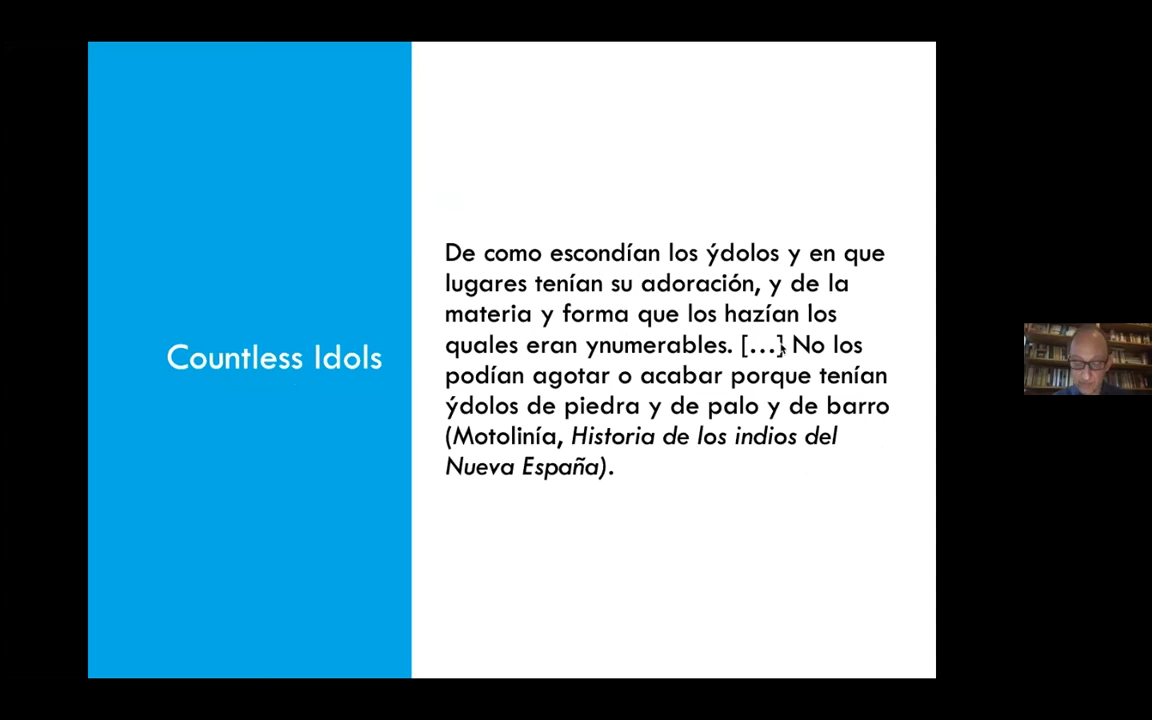 Countless Idols
De como escondían los ýdolos y en que
lugares tenían su adoración, y de la
materia y forma que los hazían los
quales eran ynumerables. […] No los
podían agotar o acabar porque tenían
ýdolos de piedra y de palo y de barro
(Motolinía, Historia de los indios del
Nueva España).